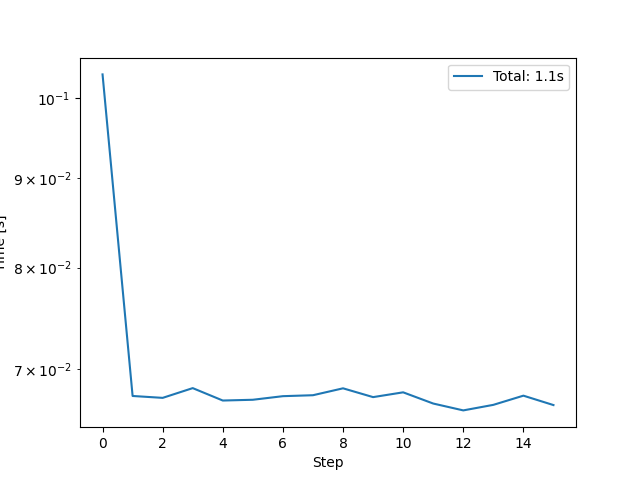 Total: 1.1s
10⁻¹
9 × 10⁻²
8 × 10⁻²
7 × 10⁻²
[s]
0 2 4 6 8 10 12 14
Step